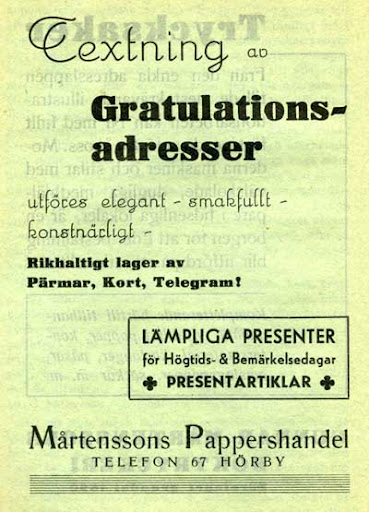 Textning av
Gratulations-
adresser
utföres elegant - smakfullt -
konstnärligt -
Rikhaltigt lager av
Pärmar, Kort, Telegram!
LÄMPLIGA PRESENTER
för Högtids- & Bemärkelsedagar
✚ PRESENTARTIKLAR ✚
Mårtenssons Pappershandel
TELEFON 67 HÖRBY